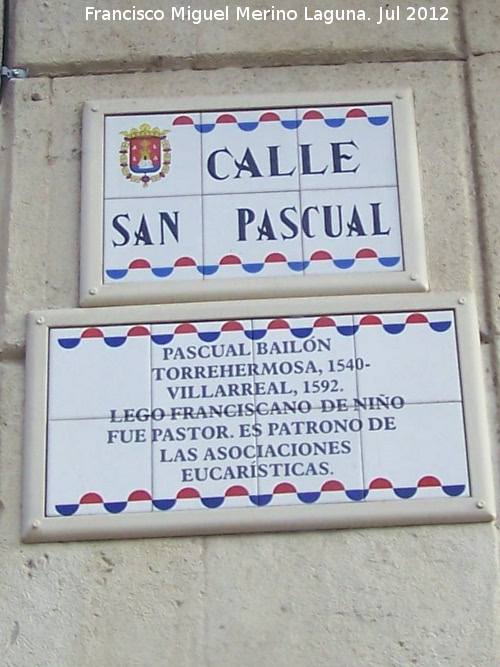 Francisco Miguel Merino Laguna. Jul 2012
CALLE
SAN PASCUAL
PASCUAL BAILÓN
TORREHERMOSA, 1540-
VILLARREAL, 1592.
LEGO FRANCISCANO DE NIÑO
FUE PASTOR. ES PATRONO DE
LAS ASOCIACIONES
EUCARÍSTICAS.